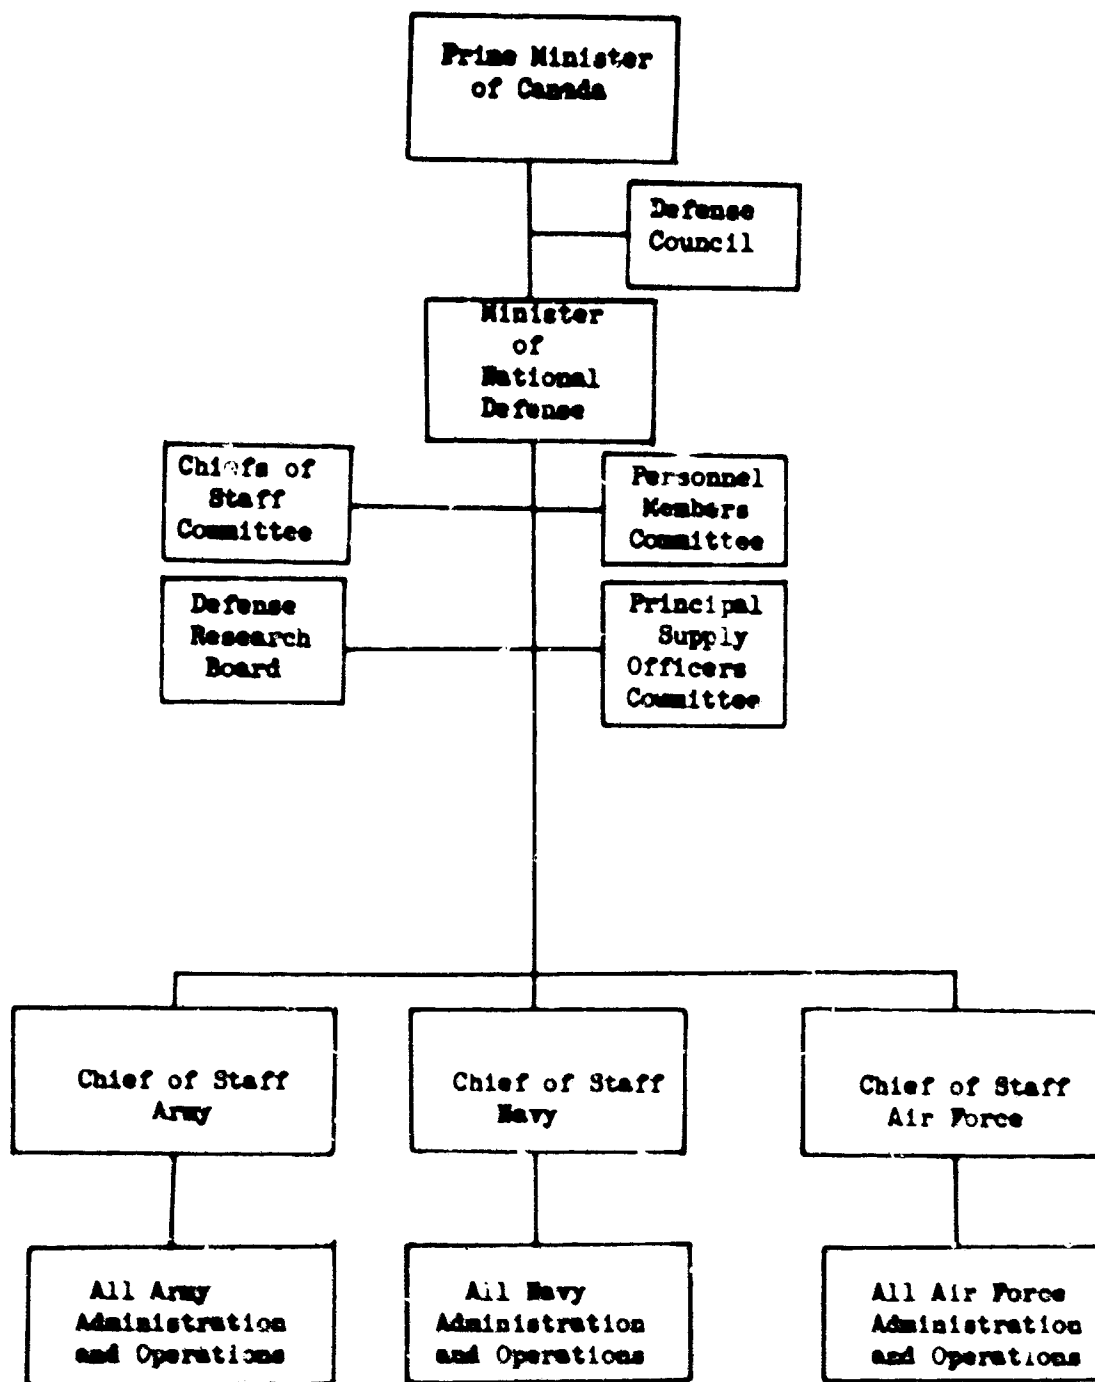 Prime Minister
of Canada
Defense
Council
Minister
of
National
Defense
Chiefs of
Staff
Committee
Personnel
Members
Committee
Defense
Research
Board
Principal
Supply
Officers
Committee
Chief of Staff
Army
Chief of Staff
Navy
Chief of Staff
Air Force
All Army
Administration
and Operations
All Navy
Administration
and Operations
All Air Force
Administration
and Operations